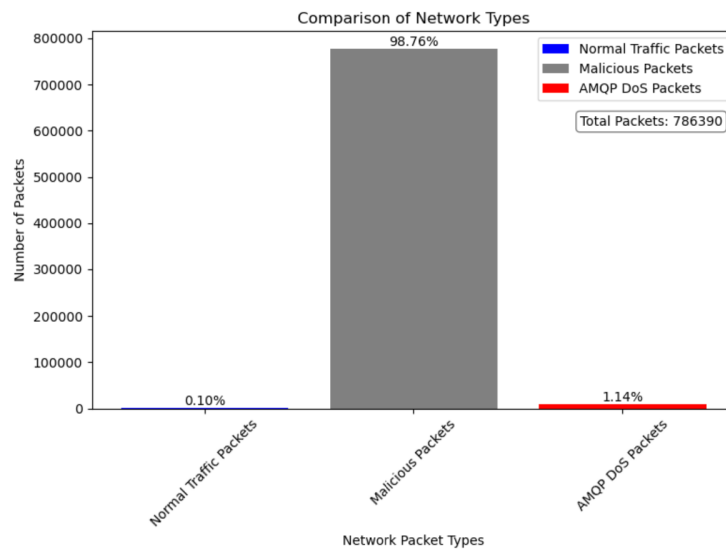 Comparison of Network Types
800000
700000
600000
500000
400000
300000
200000
100000
0
Number of Packets
0.10%
98.76%
1.14%
Normal Traffic Packets
Malicious Packets
AMQP DoS Packets
Total Packets: 786390
Normal Traffic Packets
Malicious Packets
AMQP DoS Packets
Network Packet Types